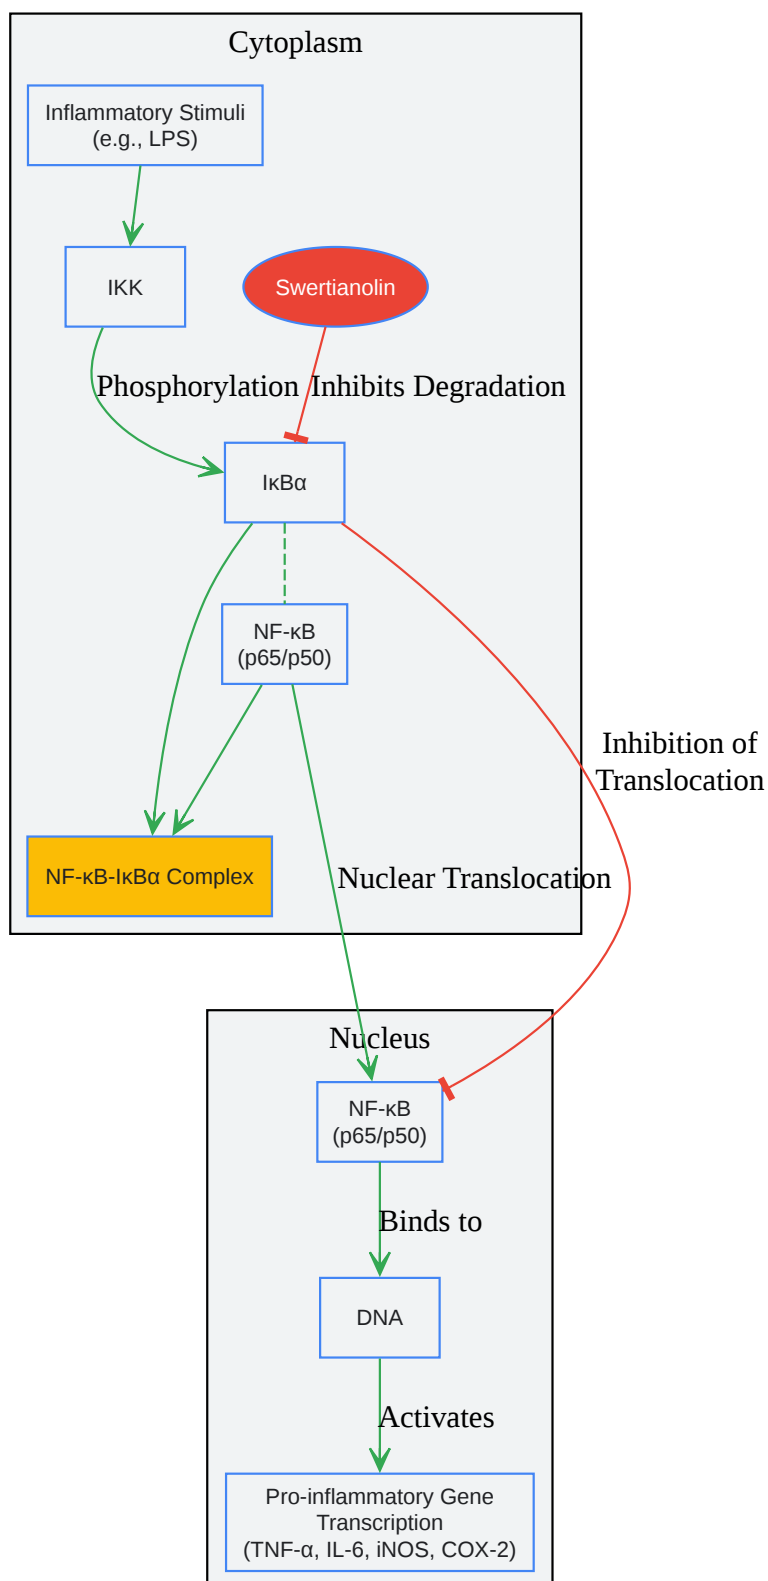 Cytoplasm
Inflammatory Stimuli
(e.g., LPS)
IKK
Swertianolin
Phosphorylation
Inhibits Degradation
IκBα
NF-κB
(p65/p50)
Inhibition of
Translocation
NF-κB-IκBα Complex
Nuclear Translocation
Nucleus
NF-κB
(p65/p50)
Binds to
DNA
Activates
Pro-inflammatory Gene
Transcription
(TNF-α, IL-6, iNOS, COX-2)